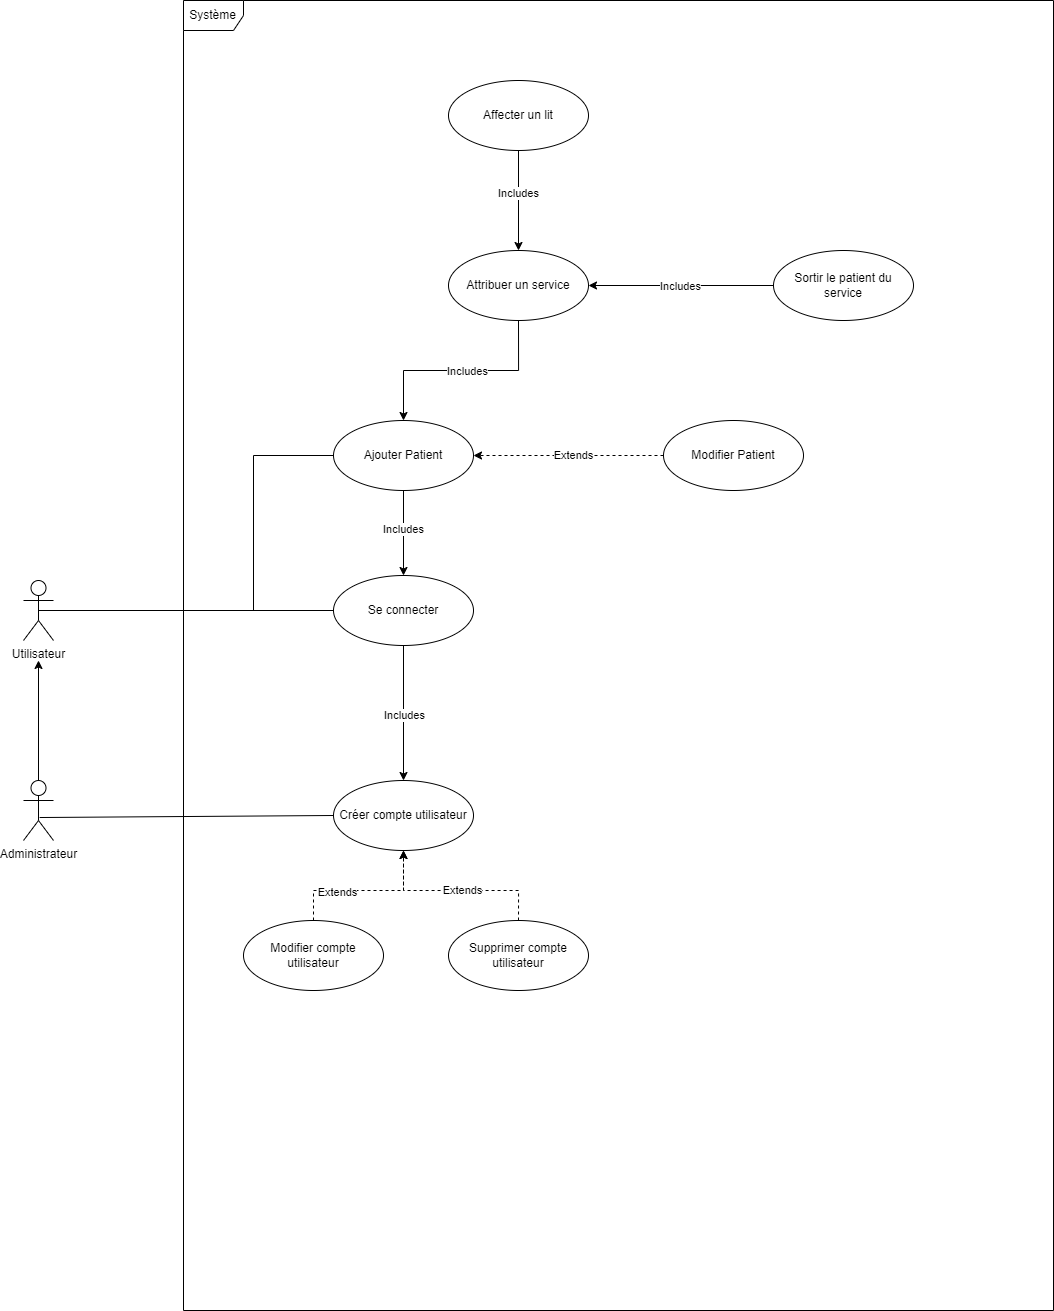 Système
Affecter un lit
Includes
Attribuer un service
Includes
Sortir le patient du
service
Includes
Ajouter Patient
Extends
Modifier Patient
Includes
Se connecter
Utilisateur
Includes
Créer compte utilisateur
Administrateur
Extends
Extends
Modifier compte
utilisateur
Supprimer compte
utilisateur